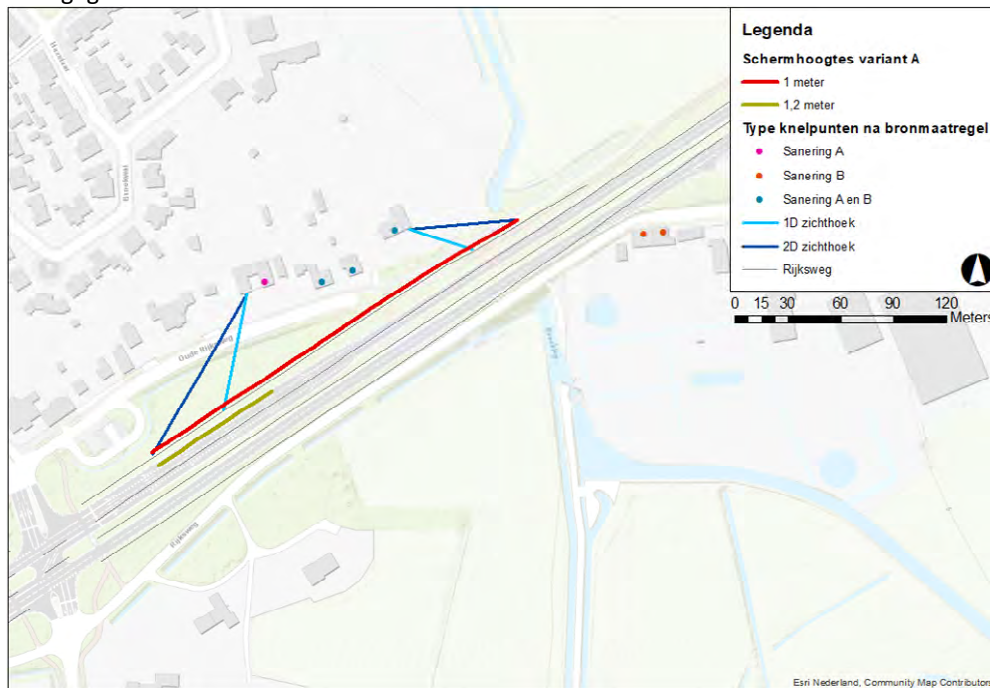 Legenda
Schermhoogtes variant A
1 meter
1,2 meter
Type knelpunten na bronmaatregel
Sanering A
Sanering B
Sanering A en B
1D zichthoek
2D zichthoek
Rijksweg
0 15 30 60 90 120
Meters
Oude Rijksweg
Rijksweg
Esri Nederland, Community Map Contributors